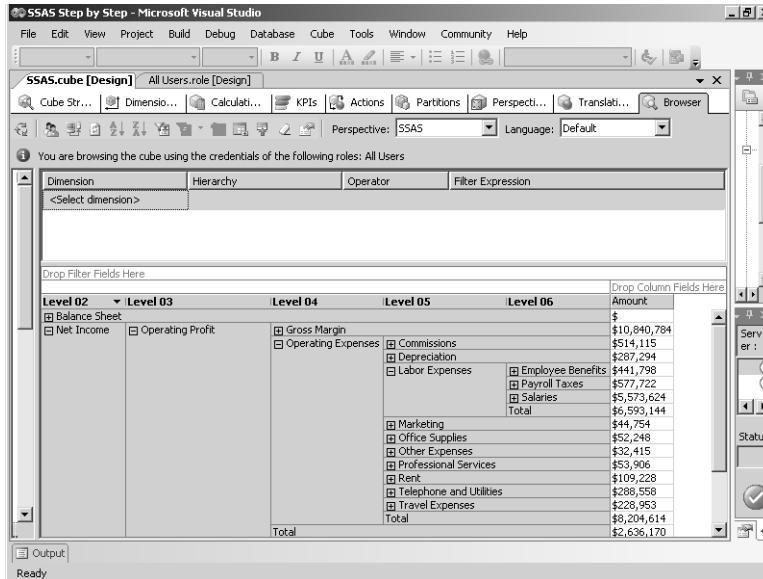 SSAS Step by Step - Microsoft Visual Studio
File Edit View Project Build Debug Database Cube Tools Window Community Help
B I U A
SSAS.cube [Design] All Users.role [Design]
Cube Str... Dimensio... Calculati... KPIs Actions Partitions Perspecti... Translati... Browser
Perspective: SSAS Language: Default
You are browsing the cube using the credentials of the following roles: All Users
Dimension Hierarchy Operator Filter Expression
<Select dimension>
Drop Filter Fields Here
Drop Column Fields Here
Level 02 Level 03 Level 04 Level 05 Level 06 Amount
Balance Sheet $
Net Income Operating Profit Gross Margin $10,840,784
Operating Expenses Commissions $514,115
Depreciation $287,294
Labor Expenses Employee Benefits $441,798
Payroll Taxes $577,722
Salaries $5,573,624
Total $6,593,144
Marketing $44,754
Office Supplies $52,248
Other Expenses $32,415
Professional Services $53,906
Rent $109,228
Telephone and Utilities $288,558
Travel Expenses $228,953
Total $8,204,614
Total $2,636,170
Serv
er :
Statu
Output
Ready